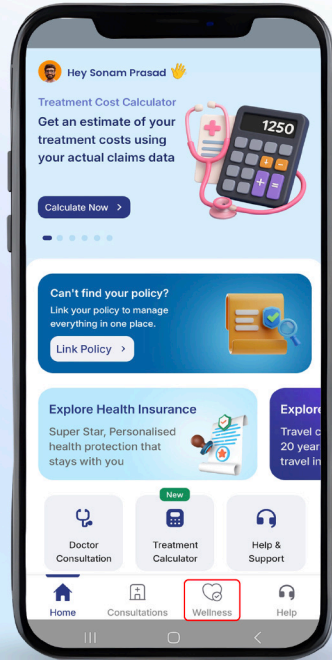 Hey Sonam Prasad 👋
Treatment Cost Calculator
Get an estimate of your
treatment costs using
your actual claims data
1250
Calculate Now >
Can't find your policy?
Link your policy to manage
everything in one place.
Link Policy >
Explore Health Insurance
Super Star, Personalised
health protection that
stays with you
Explore
Travel c
20 year
travel in
New
Doctor
Consultation
Treatment
Calculator
Help &
Support
Home
Consultations
Wellness
Help